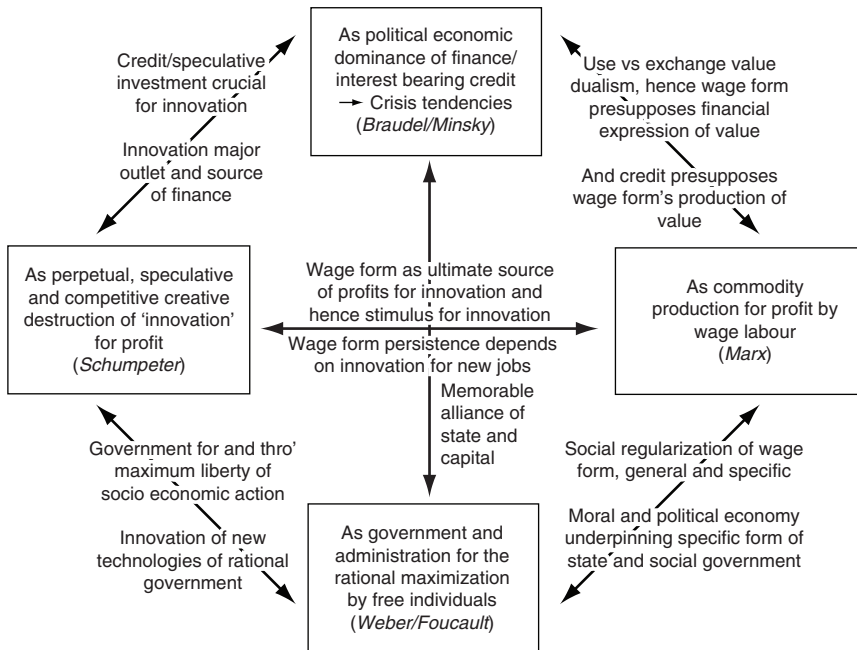 As political economic
dominance of finance/
interest bearing credit
→ Crisis tendencies
(Braudel/Minsky)
Credit/speculative
investment crucial
for innovation
Innovation major
outlet and source
of finance
Use vs exchange value
dualism, hence wage form
presupposes financial
expression of value
And credit presupposes
wage form's production of
value
As perpetual, speculative
and competitive creative
destruction of 'innovation'
for profit
(Schumpeter)
Wage form as ultimate source
of profits for innovation and
hence stimulus for innovation
Wage form persistence depends
on innovation for new jobs
As commodity
production for profit by
wage labour
(Marx)
Memorable
alliance of
state and
capital
Government for and thro'
maximum liberty of
socio economic action
Innovation of new
technologies of rational
government
Social regularization of wage
form, general and specific
Moral and political economy
underpinning specific form of
state and social government
As government and
administration for the
rational maximization
by free individuals
(Weber/Foucault)